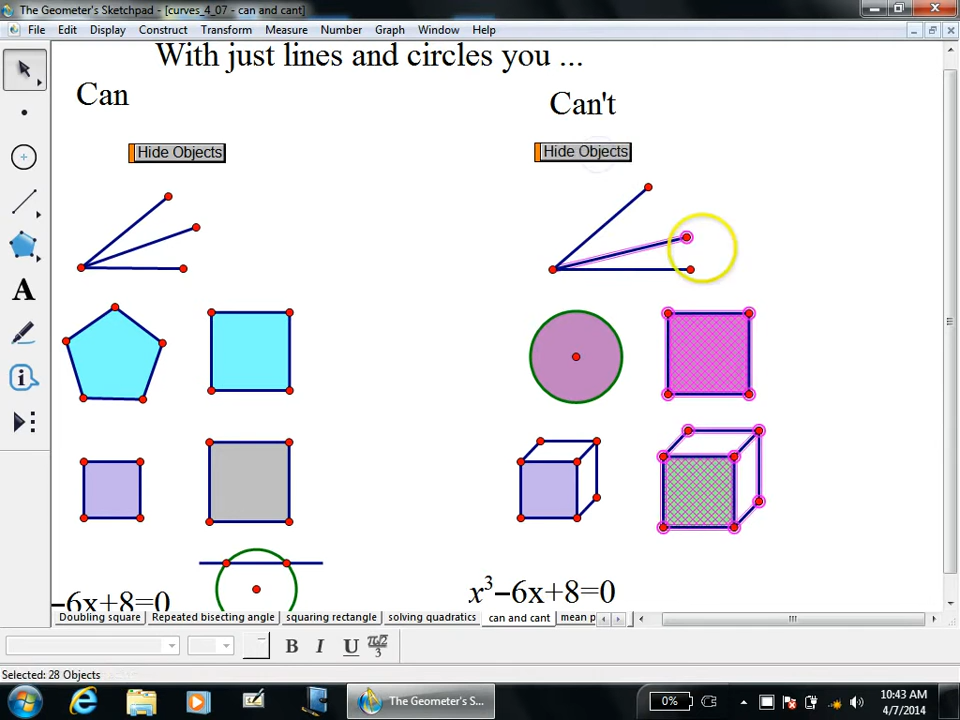 The Geometer's Sketchpad - [curves_4_07 - can and cant]
File Edit Display Construct Transform Measure Number Graph Window Help
With just lines and circles you ...
Can
Can't
Hide Objects
Hide Objects
−6x+8=0
x³−6x+8=0
Doubling square Repeated bisecting angle squaring rectangle solving quadratics can and cant mean p
B I U
Selected: 28 Objects
The Geometer's S...
0%
10:43 AM
4/7/2014